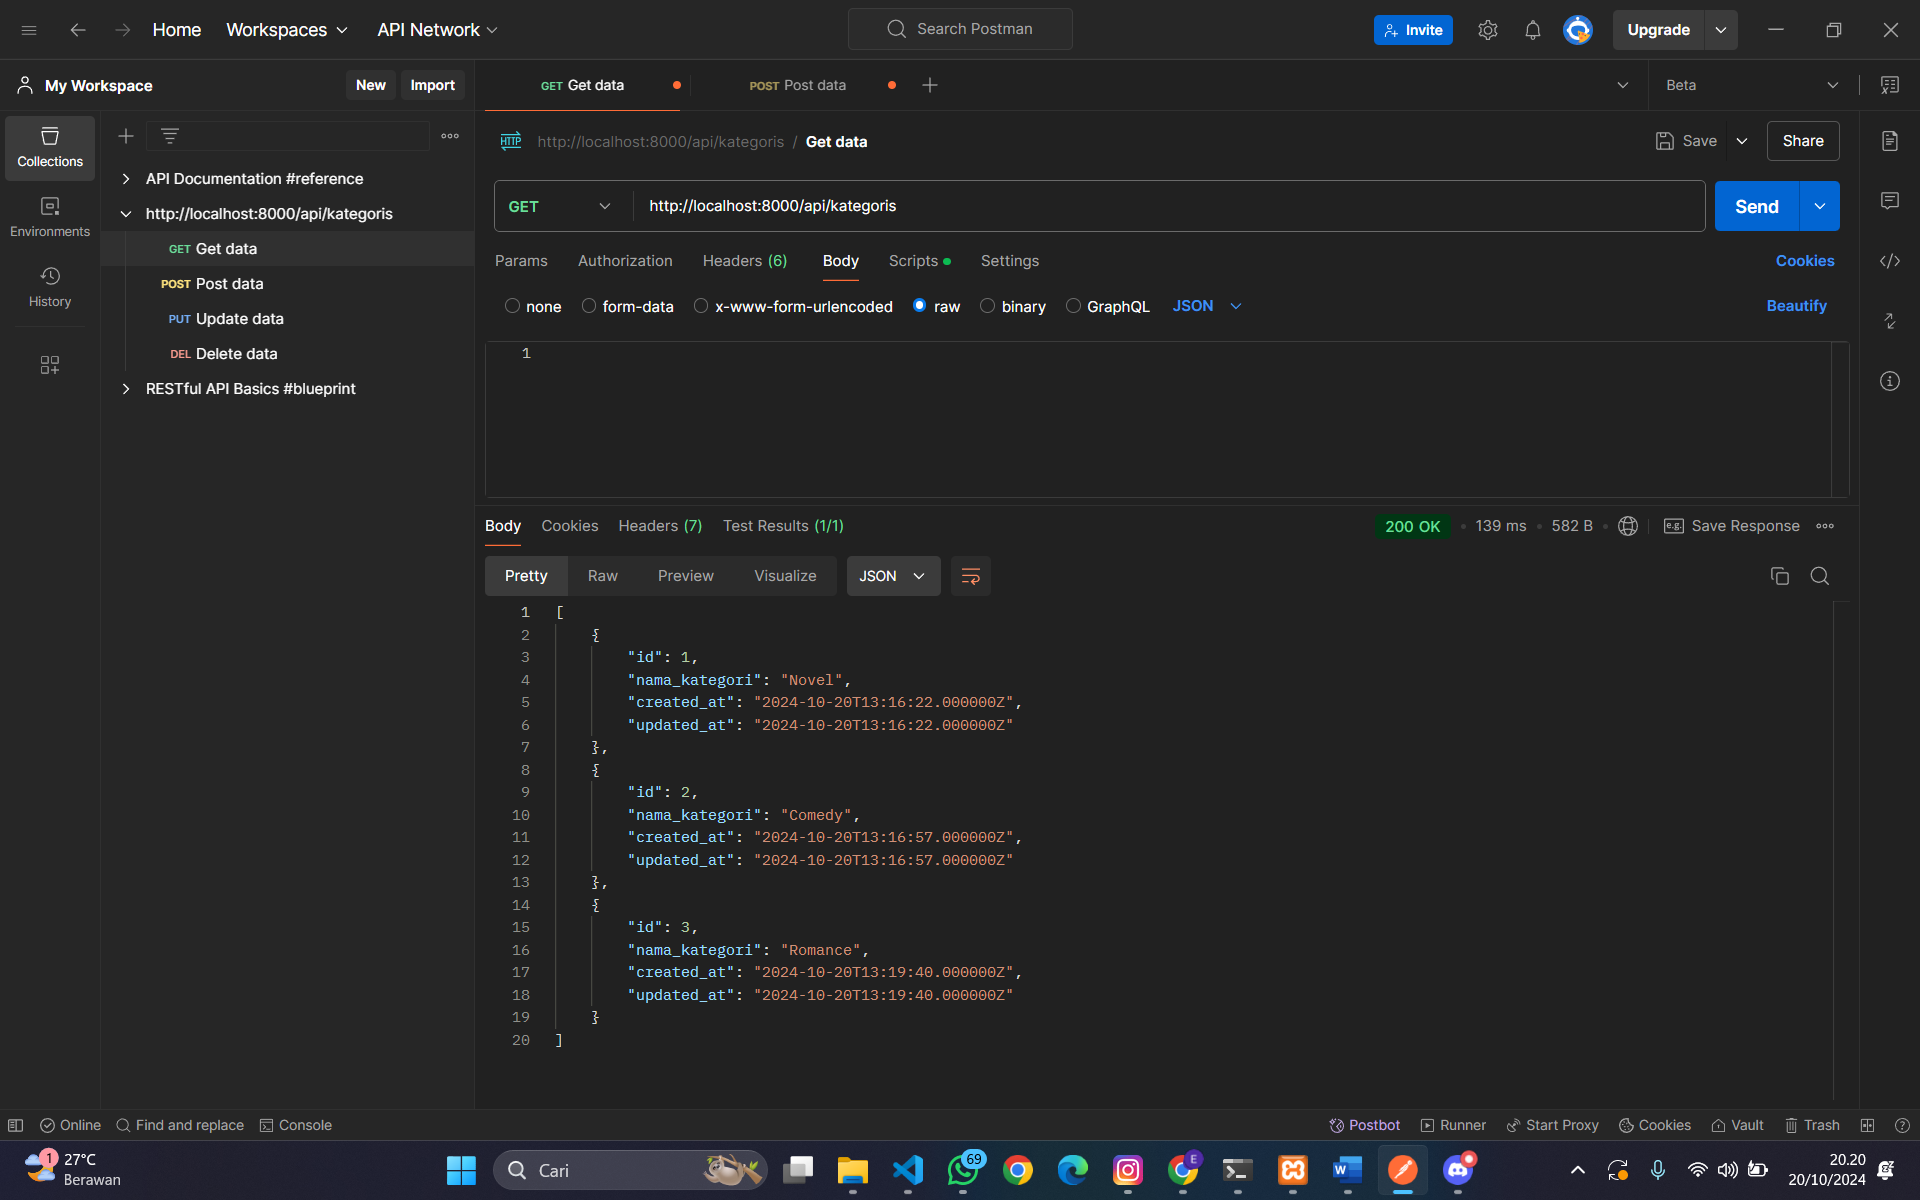 Home Workspaces API Network Search Postman Invite Upgrade
My Workspace New Import GET Get data POST Post data Beta
Collections
Environments
History
API Documentation #reference
http://localhost:8000/api/kategoris
GET Get data
POST Post data
PUT Update data
DEL Delete data
RESTful API Basics #blueprint
HTTP http://localhost:8000/api/kategoris / Get data Save Share
GET http://localhost:8000/api/kategoris Send
Params Authorization Headers (6) Body Scripts Settings Cookies
none form-data x-www-form-urlencoded raw binary GraphQL JSON Beautify
1
Body Cookies Headers (7) Test Results (1/1) 200 OK 139 ms 582 B e.g. Save Response
Pretty Raw Preview Visualize JSON
1 [
2 {
3 "id": 1,
4 "nama_kategori": "Novel",
5 "created_at": "2024-10-20T13:16:22.000000Z",
6 "updated_at": "2024-10-20T13:16:22.000000Z"
7 },
8 {
9 "id": 2,
10 "nama_kategori": "Comedy",
11 "created_at": "2024-10-20T13:16:57.000000Z",
12 "updated_at": "2024-10-20T13:16:57.000000Z"
13 },
14 {
15 "id": 3,
16 "nama_kategori": "Romance",
17 "created_at": "2024-10-20T13:19:40.000000Z",
18 "updated_at": "2024-10-20T13:19:40.000000Z"
19 }
20 ]
Online Find and replace Console Postbot Runner Start Proxy Cookies Vault Trash
1 27°C
Berawan
Cari
69
E
20.20
20/10/2024